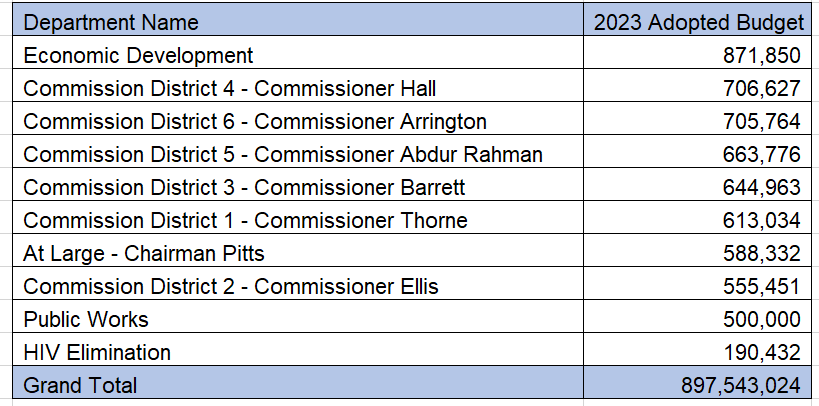 Department Name 2023 Adopted Budget
Economic Development 871,850
Commission District 4 - Commissioner Hall 706,627
Commission District 6 - Commissioner Arrington 705,764
Commission District 5 - Commissioner Abdur Rahman 663,776
Commission District 3 - Commissioner Barrett 644,963
Commission District 1 - Commissioner Thorne 613,034
At Large - Chairman Pitts 588,332
Commission District 2 - Commissioner Ellis 555,451
Public Works 500,000
HIV Elimination 190,432
Grand Total 897,543,024